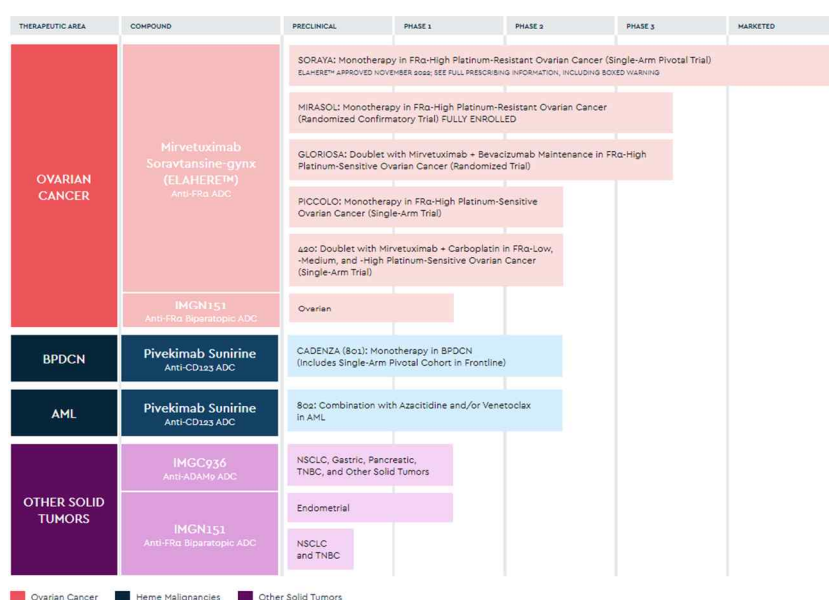 THERAPEUTIC AREA
COMPOUND
PRECLINICAL
PHASE 1
PHASE 2
PHASE 3
MARKETED
OVARIAN
CANCER
Mirvetuximab
Soravtansine-gynx
(ELAHERE™)
Anti-FRα ADC
SORAYA: Monotherapy in FRα-High Platinum-Resistant Ovarian Cancer (Single-Arm Pivotal Trial)
ELAHERE™ APPROVED NOVEMBER 2022; SEE FULL PRESCRIBING INFORMATION, INCLUDING BOXED WARNING
MIRASOL: Monotherapy in FRα-High Platinum-Resistant Ovarian Cancer
(Randomized Confirmatory Trial) FULLY ENROLLED
GLORIOSA: Doublet with Mirvetuximab + Bevacizumab Maintenance in FRα-High
Platinum-Sensitive Ovarian Cancer (Randomized Trial)
PICCOLO: Monotherapy in FRα-High Platinum-Sensitive
Ovarian Cancer (Single-Arm Trial)
420: Doublet with Mirvetuximab + Carboplatin in FRα-Low,
-Medium, and -High Platinum-Sensitive Ovarian Cancer
(Single-Arm Trial)
IMGN151
Anti-FRα Biparatopic ADC
Ovarian
BPDCN
Pivekimab Sunirine
Anti-CD123 ADC
CADENZA (801): Monotherapy in BPDCN
(Includes Single-Arm Pivotal Cohort in Frontline)
AML
Pivekimab Sunirine
Anti-CD123 ADC
802: Combination with Azacitidine and/or Venetoclax
in AML
OTHER SOLID
TUMORS
IMGC936
Anti-ADAM9 ADC
NSCLC, Gastric, Pancreatic,
TNBC, and Other Solid Tumors
IMGN151
Anti-FRα Biparatopic ADC
Endometrial
NSCLC
and TNBC
Ovarian Cancer
Heme Malignancies
Other Solid Tumors